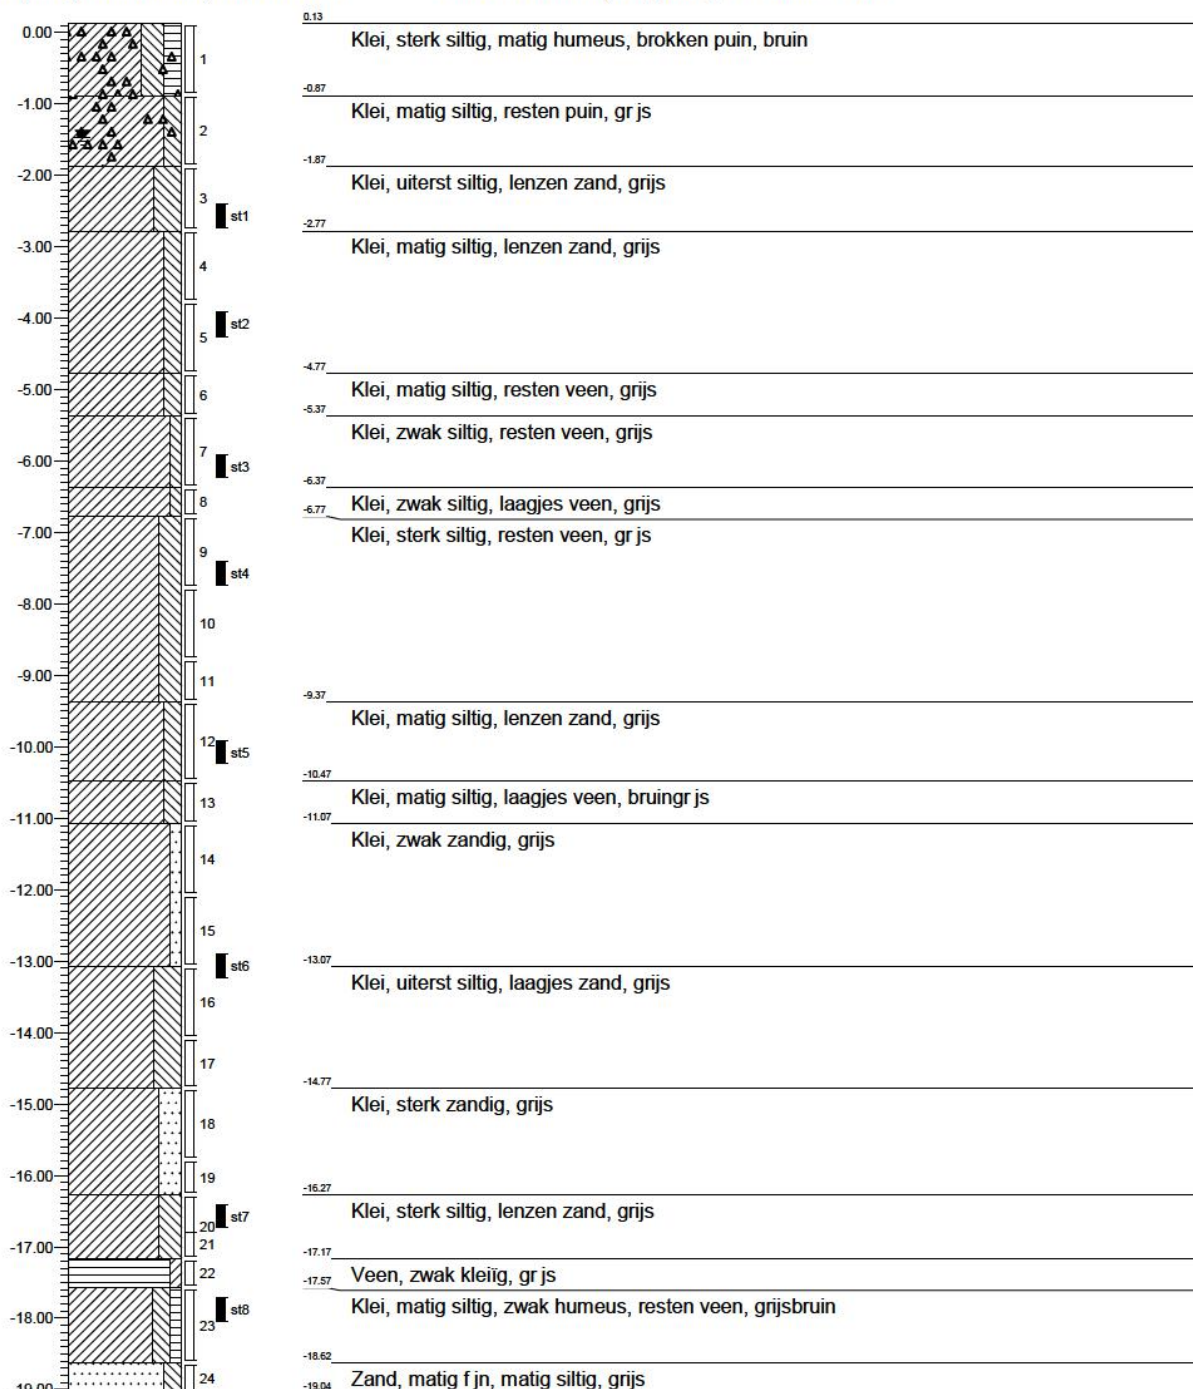 0.00
-1.00
-2.00
-3.00
-4.00
-5.00
-6.00
-7.00
-8.00
-9.00
-10.00
-11.00
-12.00
-13.00
-14.00
-15.00
-16.00
-17.00
-18.00
-19.00
1
2
3
4
5
6
7
8
9
10
11
12
13
14
15
16
17
18
19
20
21
22
23
24
st1
st2
st3
st4
st5
st6
st7
st8
0.13
Klei, sterk siltig, matig humeus, brokken puin, bruin
-0.87
Klei, matig siltig, resten puin, gr js
-1.87
Klei, uiterst siltig, lenzen zand, grijs
-2.77
Klei, matig siltig, lenzen zand, grijs
-4.77
Klei, matig siltig, resten veen, grijs
-5.37
Klei, zwak siltig, resten veen, grijs
-6.37
Klei, zwak siltig, laagjes veen, grijs
-6.77
Klei, sterk siltig, resten veen, gr js
-9.37
Klei, matig siltig, lenzen zand, grijs
-10.47
Klei, matig siltig, laagjes veen, bruingr js
-11.07
Klei, zwak zandig, grijs
-13.07
Klei, uiterst siltig, laagjes zand, grijs
-14.77
Klei, sterk zandig, grijs
-16.27
Klei, sterk siltig, lenzen zand, grijs
-17.17
Veen, zwak kleiïg, gr js
-17.57
Klei, matig siltig, zwak humeus, resten veen, grijsbruin
-18.62
Zand, matig f jn, matig siltig, grijs
-19.04